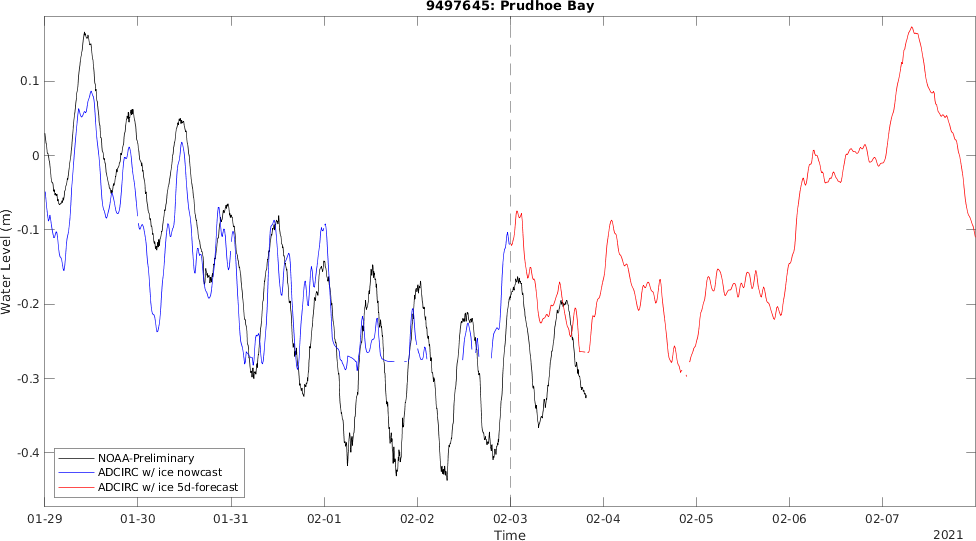 9497645: Prudhoe Bay
Water Level (m)
0.1
0
-0.1
-0.2
-0.3
-0.4
NOAA-Preliminary
ADCIRC w/ ice nowcast
ADCIRC w/ ice 5d-forecast
01-29 01-30 01-31 02-01 02-02 02-03 02-04 02-05 02-06 02-07
Time
2021